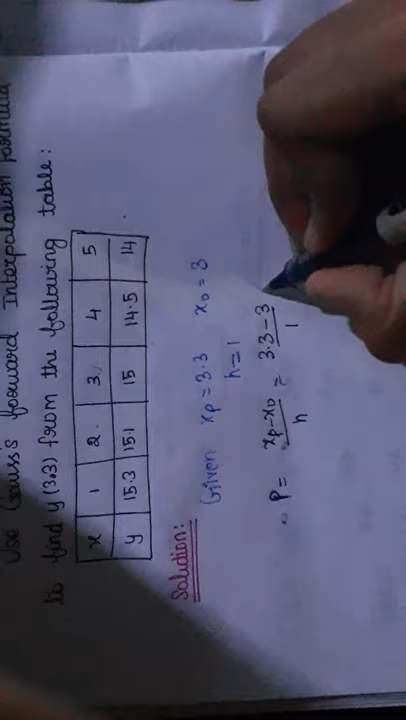 Use Gauss's forward Interpolation formula
to find y(3.3) from the following table:
x 1 2 3 4 5
y 15.3 15.1 15 14.5 14
Solution:
Given xp = 3.3 x0 = 3
h = 1
P = xp-x0/h = 3.3-3/1